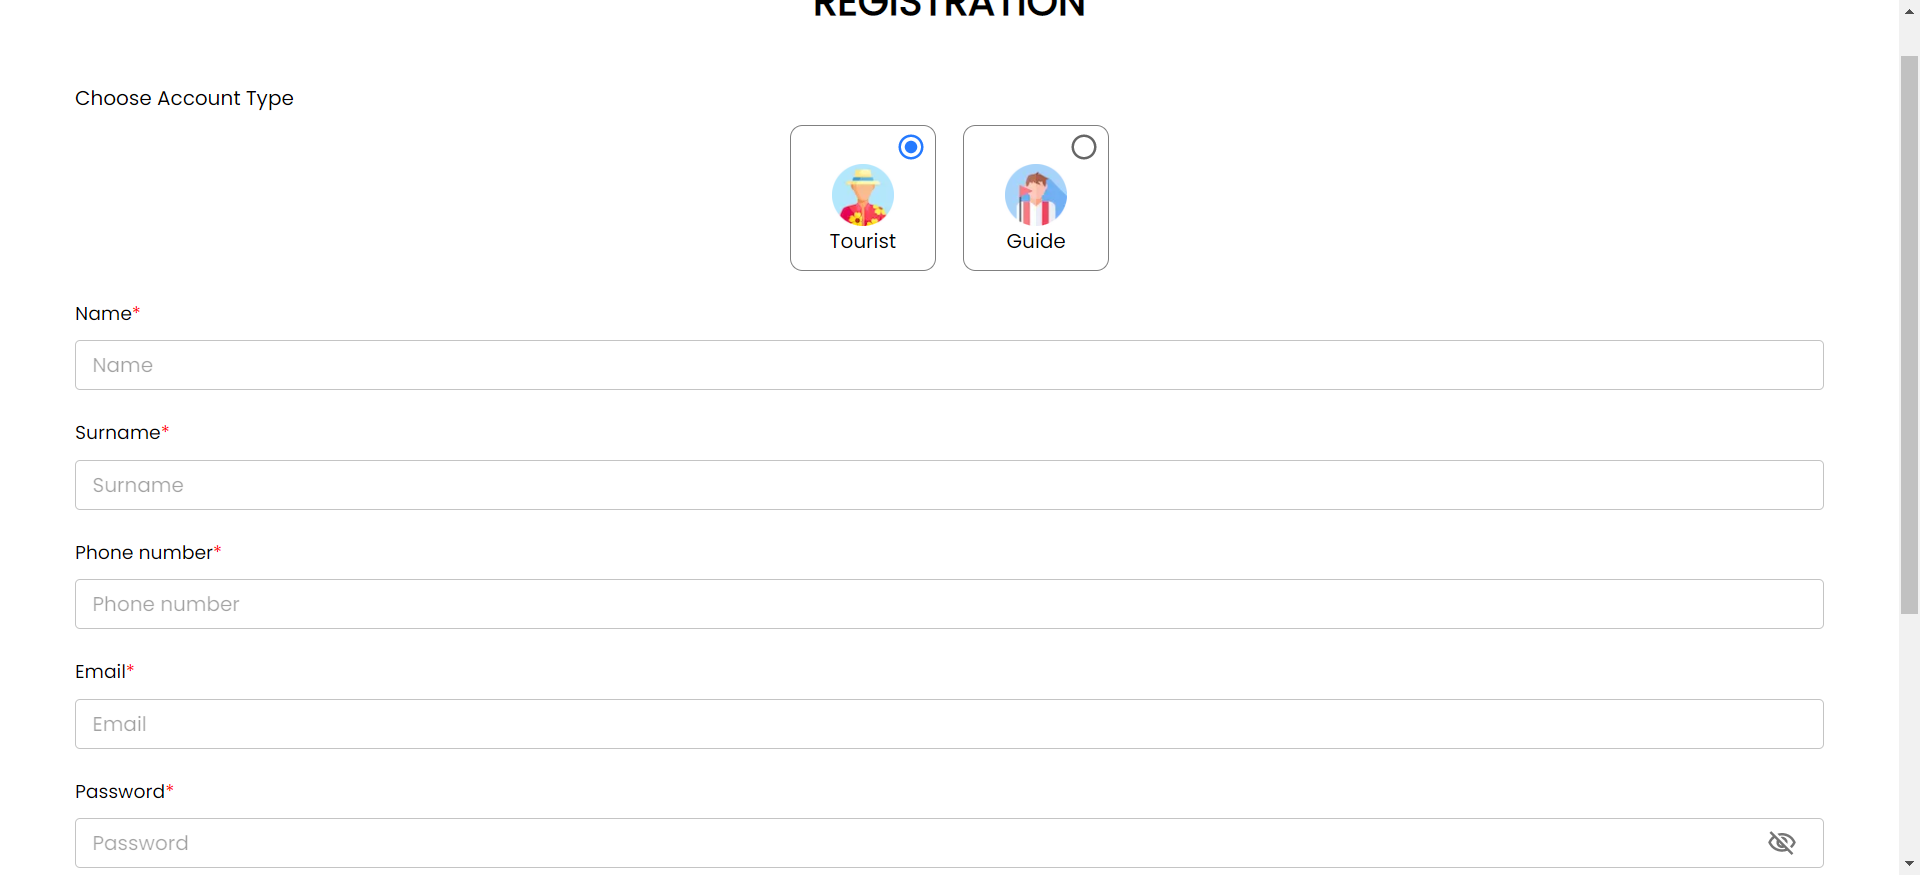 REGISTRATION
Choose Account Type
Tourist
Guide
Name*
Name
Surname*
Surname
Phone number*
Phone number
Email*
Email
Password*
Password